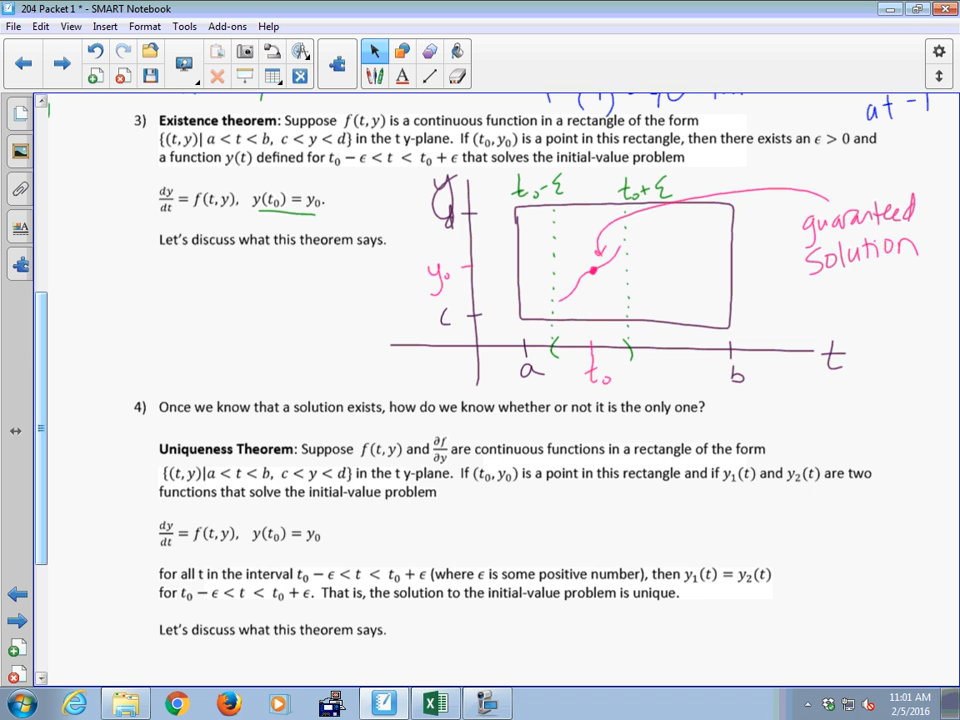 204 Packet 1 * - SMART Notebook
File Edit View Insert Format Tools Add-ons Help
at -1
3) Existence theorem: Suppose f(t,y) is a continuous function in a rectangle of the form
{(t,y)| a < t < b, c < y < d} in the t y-plane. If (t₀,y₀) is a point in this rectangle, then there exists an ϵ > 0 and
a function y(t) defined for t₀ − ϵ < t < t₀ + ϵ that solves the initial-value problem
dy/dt = f(t,y), y(t₀) = y₀.
Let's discuss what this theorem says.
y
t₀-ε t₀+ε
d
guaranteed
solution
y₀
c
a t₀ b t
4) Once we know that a solution exists, how do we know whether or not it is the only one?
Uniqueness Theorem: Suppose f(t,y) and ∂f/∂y are continuous functions in a rectangle of the form
{(t,y)|a < t < b, c < y < d} in the t y-plane. If (t₀,y₀) is a point in this rectangle and if y₁(t) and y₂(t) are two
functions that solve the initial-value problem
dy/dt = f(t,y), y(t₀) = y₀
for all t in the interval t₀ − ϵ < t < t₀ + ϵ (where ϵ is some positive number), then y₁(t) = y₂(t)
for t₀ − ϵ < t < t₀ + ϵ. That is, the solution to the initial-value problem is unique.
Let's discuss what this theorem says.
11:01 AM
2/5/2016